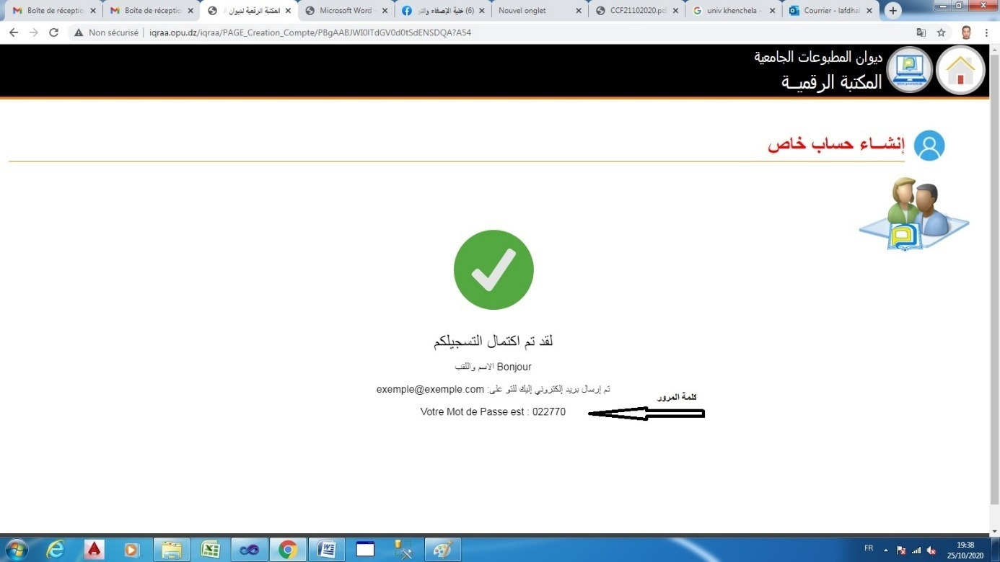 Boîte de réceptio
Boîte de réceptio
المكتبة الرقمية لديوان ال
Microsoft Word -
(6) خلية الإصغاء والتر
Nouvel onglet
CCF21102020.pd
univ khenchela -
Courrier - lafdhal
Non sécurisé | iqraa.opu.dz/iqraa/PAGE_Creation_Compte/PBgAABJWI0ITdGV0d0tSdENSDQA?A54
ديوان المطبوعات الجامعية
المكتبة الرقميــة
إنشــاء حساب خاص
لقد تم اكتمال التسجيلكم
Bonjour الاسم واللقب
تم إرسال بريد إلكتروني إليك للتو على: exemple@exemple.com
كلمة المرور
Votre Mot de Passe est : 022770
FR
19:38
25/10/2020